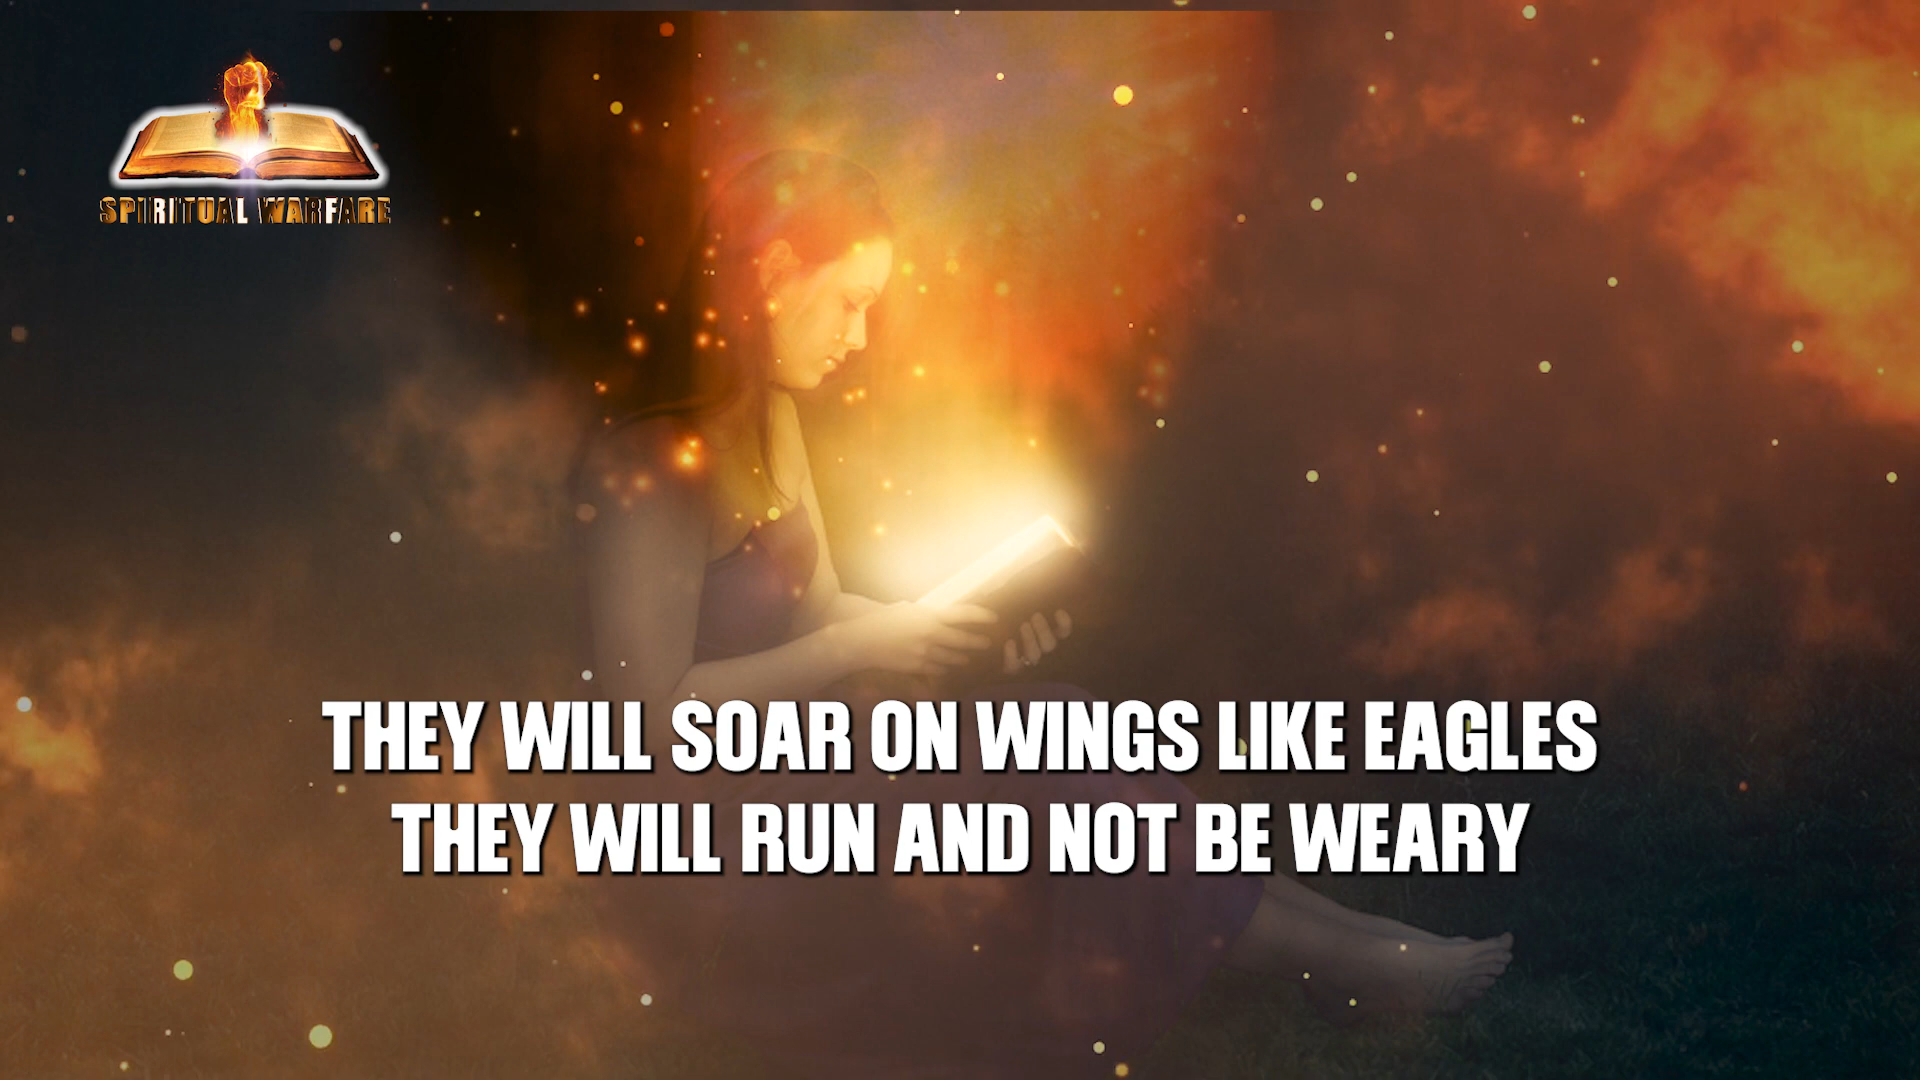 SPIRITUAL WARFARE
THEY WILL SOAR ON WINGS LIKE EAGLES
THEY WILL RUN AND NOT BE WEARY